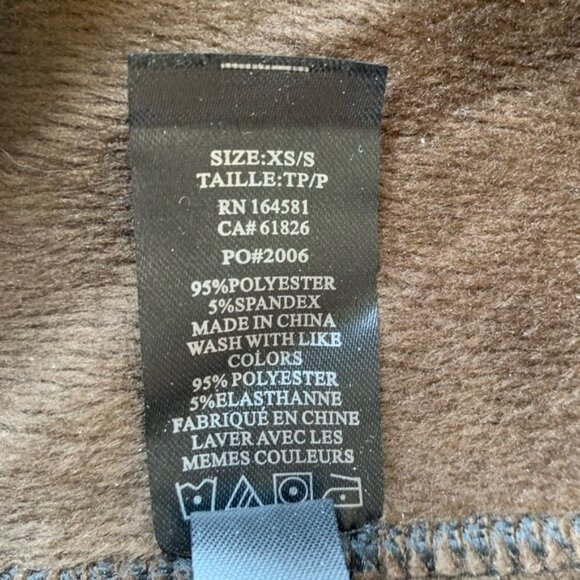 SIZE:XS/S
TAILLE:TP/P
RN 164581
CA# 61826
PO#2006
95%POLYESTER
5%SPANDEX
MADE IN CHINA
WASH WITH LIKE
COLORS
95% POLYESTER
5%ELASTHANNE
FABRIQUÉ EN CHINE
LAVER AVEC LES
MEMES COULEURS